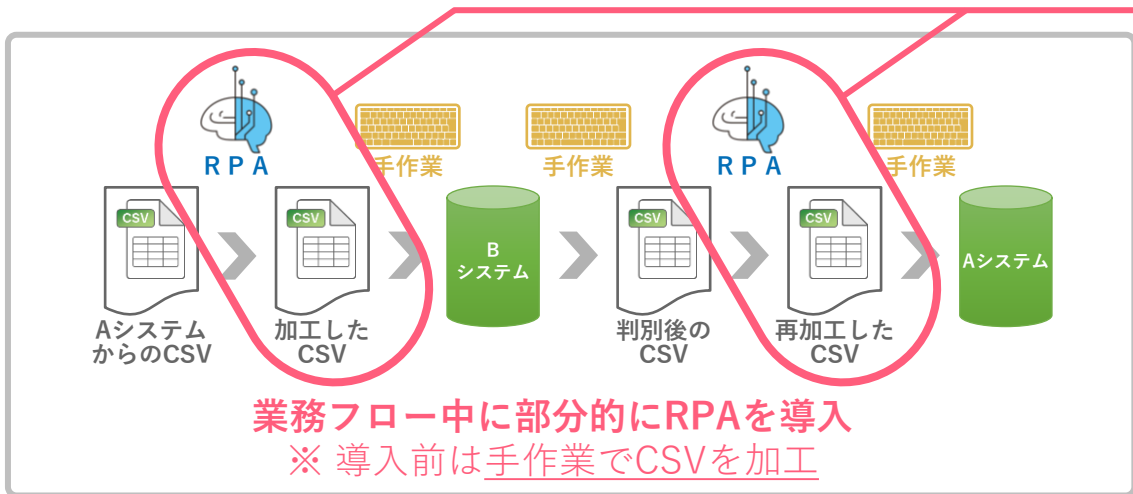 RPA
手作業
手作業
RPA
手作業
CSV
CSV
B
システム
CSV
CSV
Aシステム
Aシステム
からのCSV
加工した
CSV
判別後の
CSV
再加工した
CSV
業務フロー中に部分的にRPAを導入
※ 導入前は手作業でCSVを加工